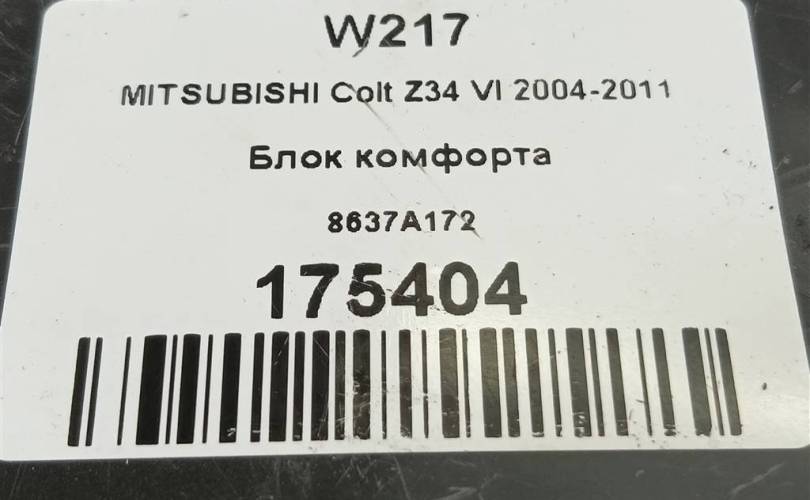 W217
MITSUBISHI Colt Z34 VI 2004-2011
Блок комфорта
8637A172
175404